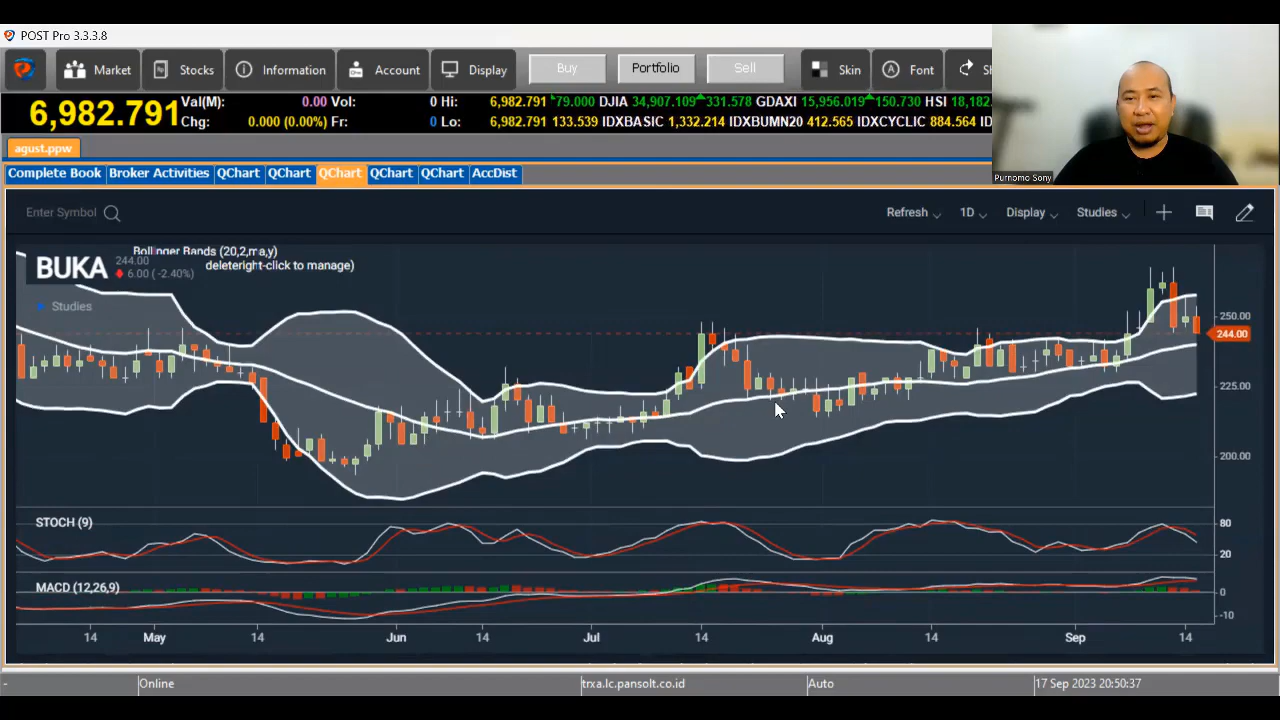 POST Pro 3.3.3.8
Market Stocks Information Account Display Buy Portfolio Sell Skin Font
6,982.791 Val(M): 0.00 Vol: 0 Hi: 6,982.791 79.000 DJIA 34,907.109 331.578 GDAXI 15,956.019 150.730 HSI 18,182.
Chg: 0.000 (0.00%) Fr: 0 Lo: 6,982.791 133.539 IDXBASIC 1,332.214 IDXBUMN20 412.565 IDXCYCLIC 884.564
agust.ppw
Complete Book Broker Activities QChart QChart QChart QChart QChart AccDist
Purnomo Sony
Enter Symbol Refresh 1D Display Studies
Bollinger Bands (20,2,ma,y)
BUKA 244.00
6.00 (-2.40%)
deleteright-click to manage)
Studies
250.00
244.00
225.00
200.00
STOCH (9)
80
20
MACD (12,26,9)
0
-10
14 May 14 Jun 14 Jul 14 Aug 14 Sep 14
- Online trxa.lc.pansolt.co.id Auto 17 Sep 2023 20:50:37